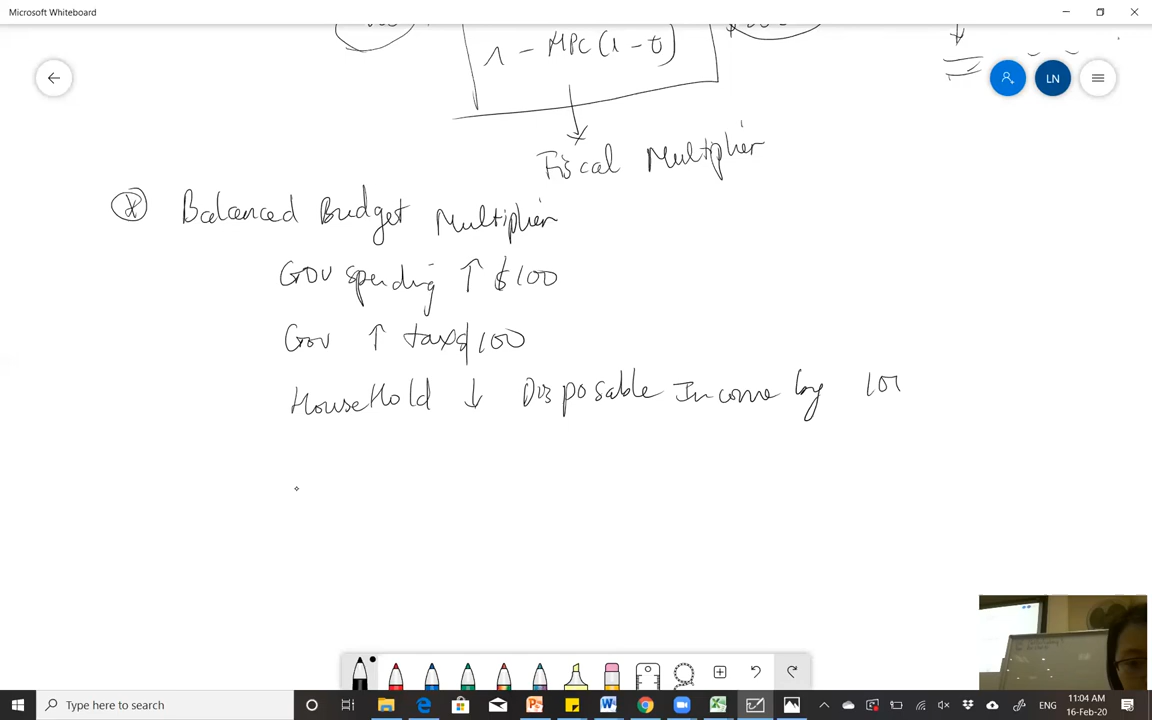 Microsoft Whiteboard
1 - MPC (1 - t)
LN
Fiscal Multiplier
Balanced Budget Multiplier
Gov spending ↑ $100
Gov ↑ tax $100
HouseHold ↓ Disposable Income by 100
Type here to search
ENG
11:04 AM
16-Feb-20